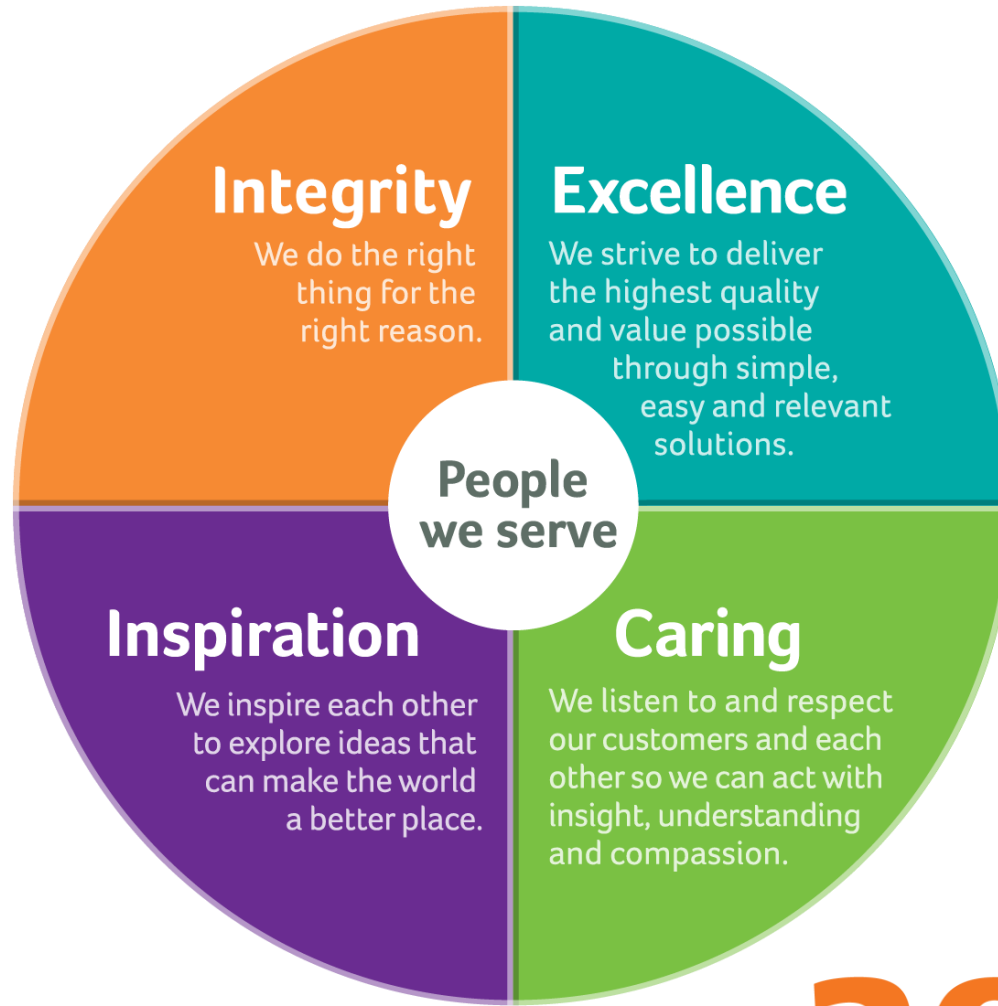 Integrity
We do the right
thing for the
right reason.
Excellence
We strive to deliver
the highest quality
and value possible
through simple,
easy and relevant
solutions.
People
we serve
Inspiration
We inspire each other
to explore ideas that
can make the world
a better place.
Caring
We listen to and respect
our customers and each
other so we can act with
insight, understanding
and compassion.